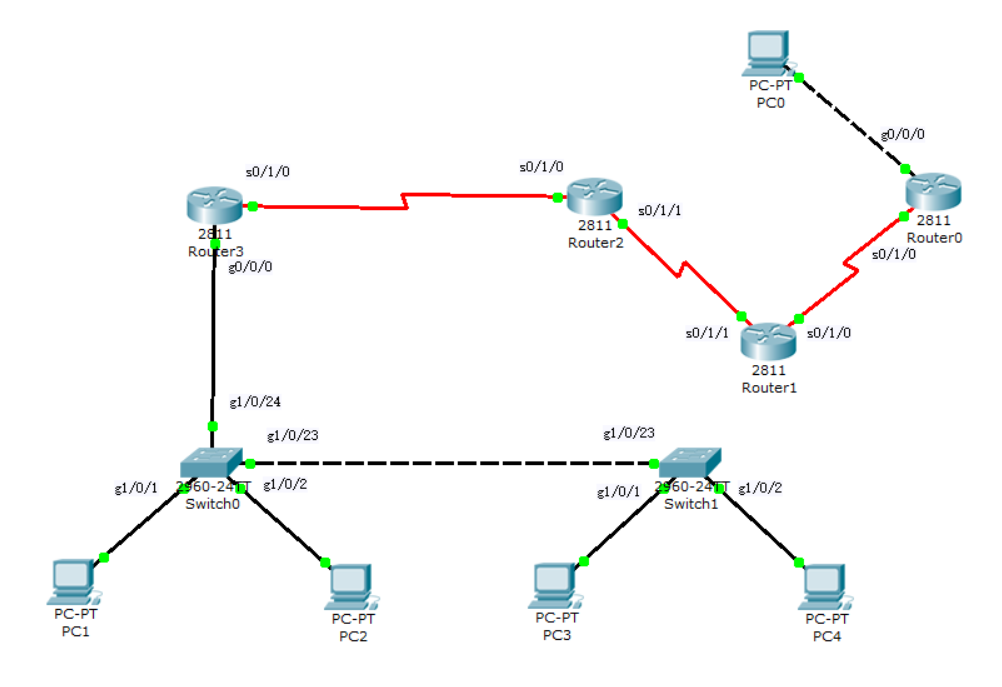 PC-PT
PC0
g0/0/0
2811
Router0
s0/1/0
s0/1/0
2811
Router3
g0/0/0
s0/1/0
2811
Router2
s0/1/1
s0/1/1
s0/1/0
2811
Router1
g1/0/24
g1/0/23
2960-24TT
Switch0
g1/0/1
g1/0/2
g1/0/23
2960-24TT
Switch1
g1/0/1
g1/0/2
PC-PT
PC1
PC-PT
PC2
PC-PT
PC3
PC-PT
PC4